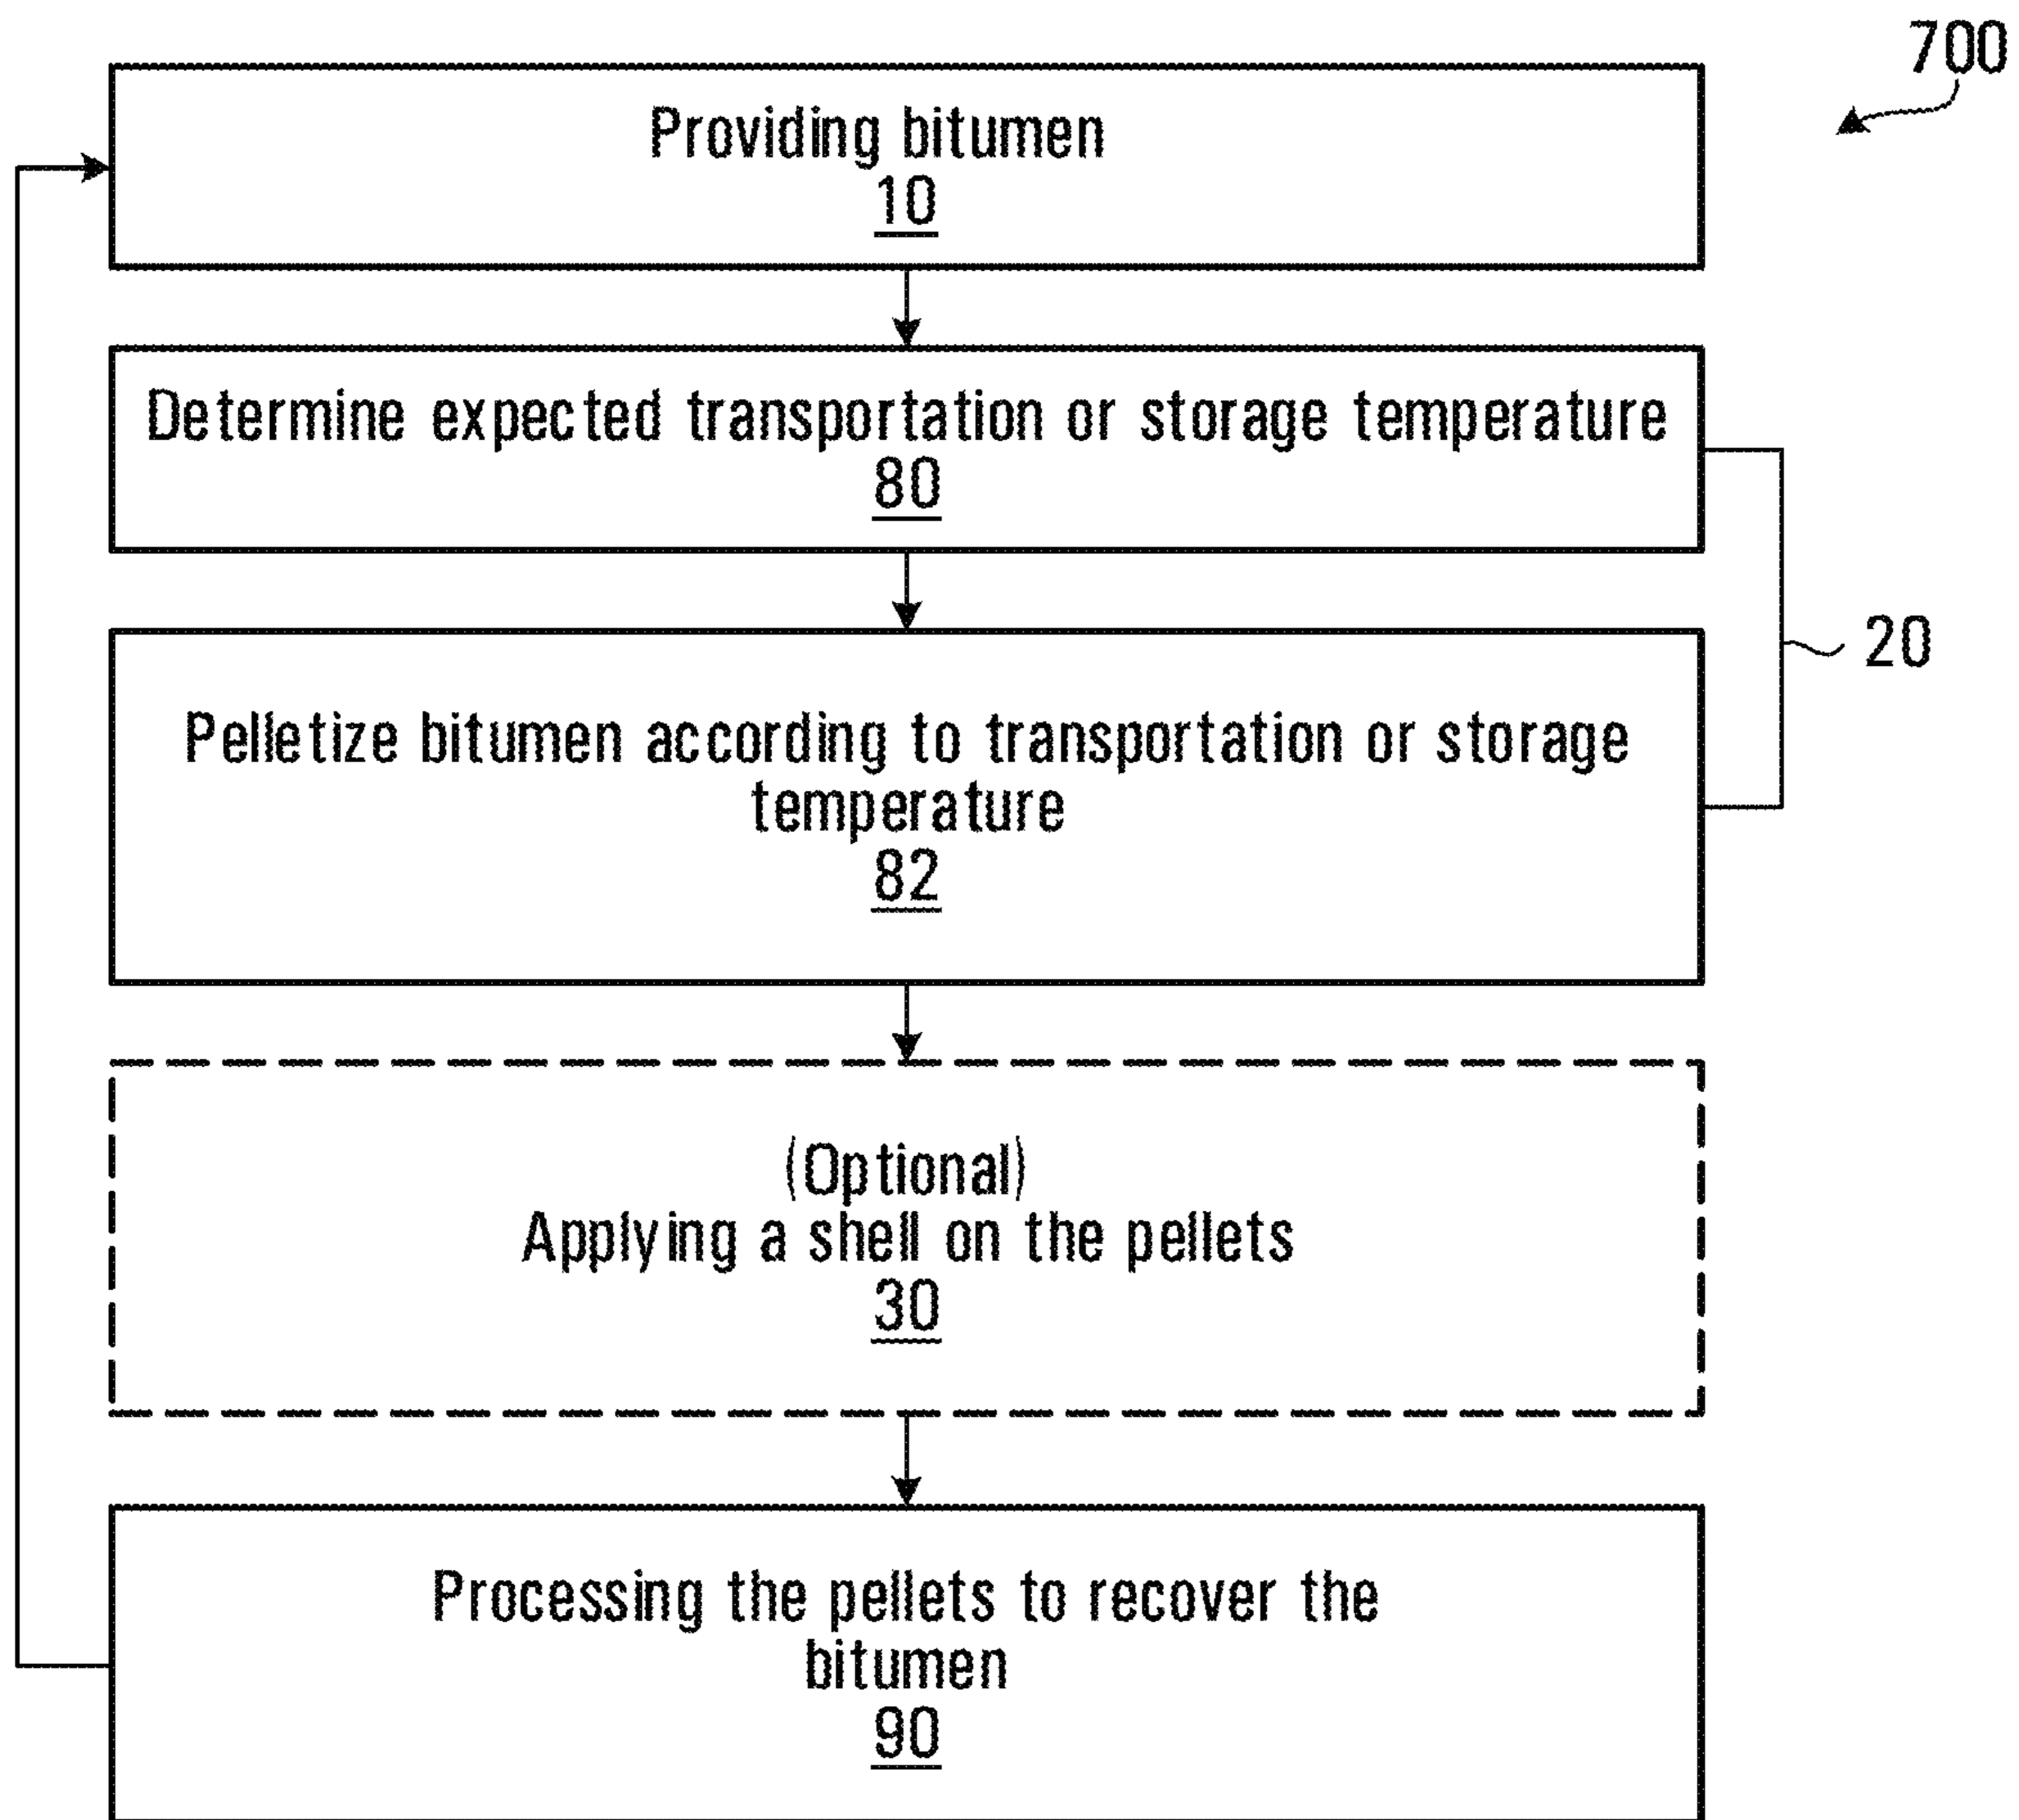 700
Providing bitumen
10
Determine expected transportation or storage temperature
80
20
Pelletize bitumen according to transportation or storage
temperature
82
(Optional)
Applying a shell on the pellets
30
Processing the pellets to recover the
bitumen
90